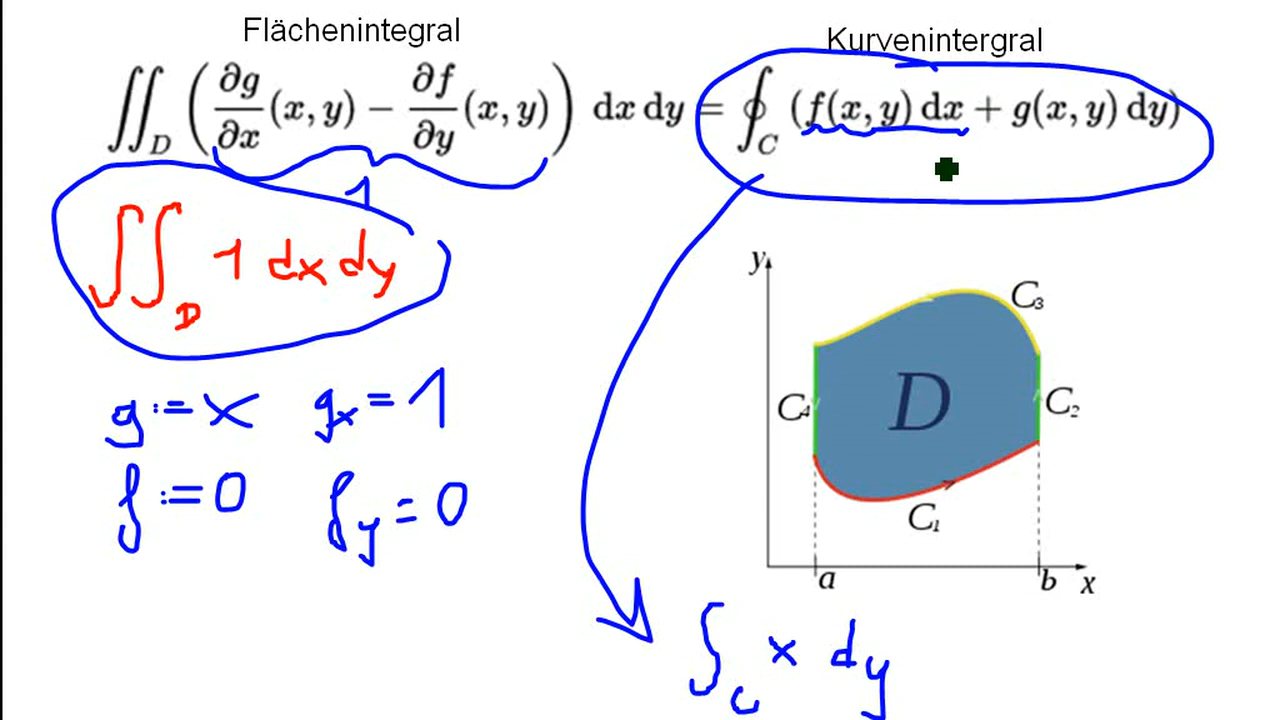 Flächenintegral
Kurvenintergral
∬_D (∂g/∂x (x, y) − ∂f/∂y (x, y)) dx dy = ∮_C (f(x, y) dx + g(x, y) dy)
1
∬_D 1 dx dy
g := x    g_x = 1
f := 0    f_y = 0
y
C₃
C₄
D
C₂
C₁
a
b
x
∫_C x dy